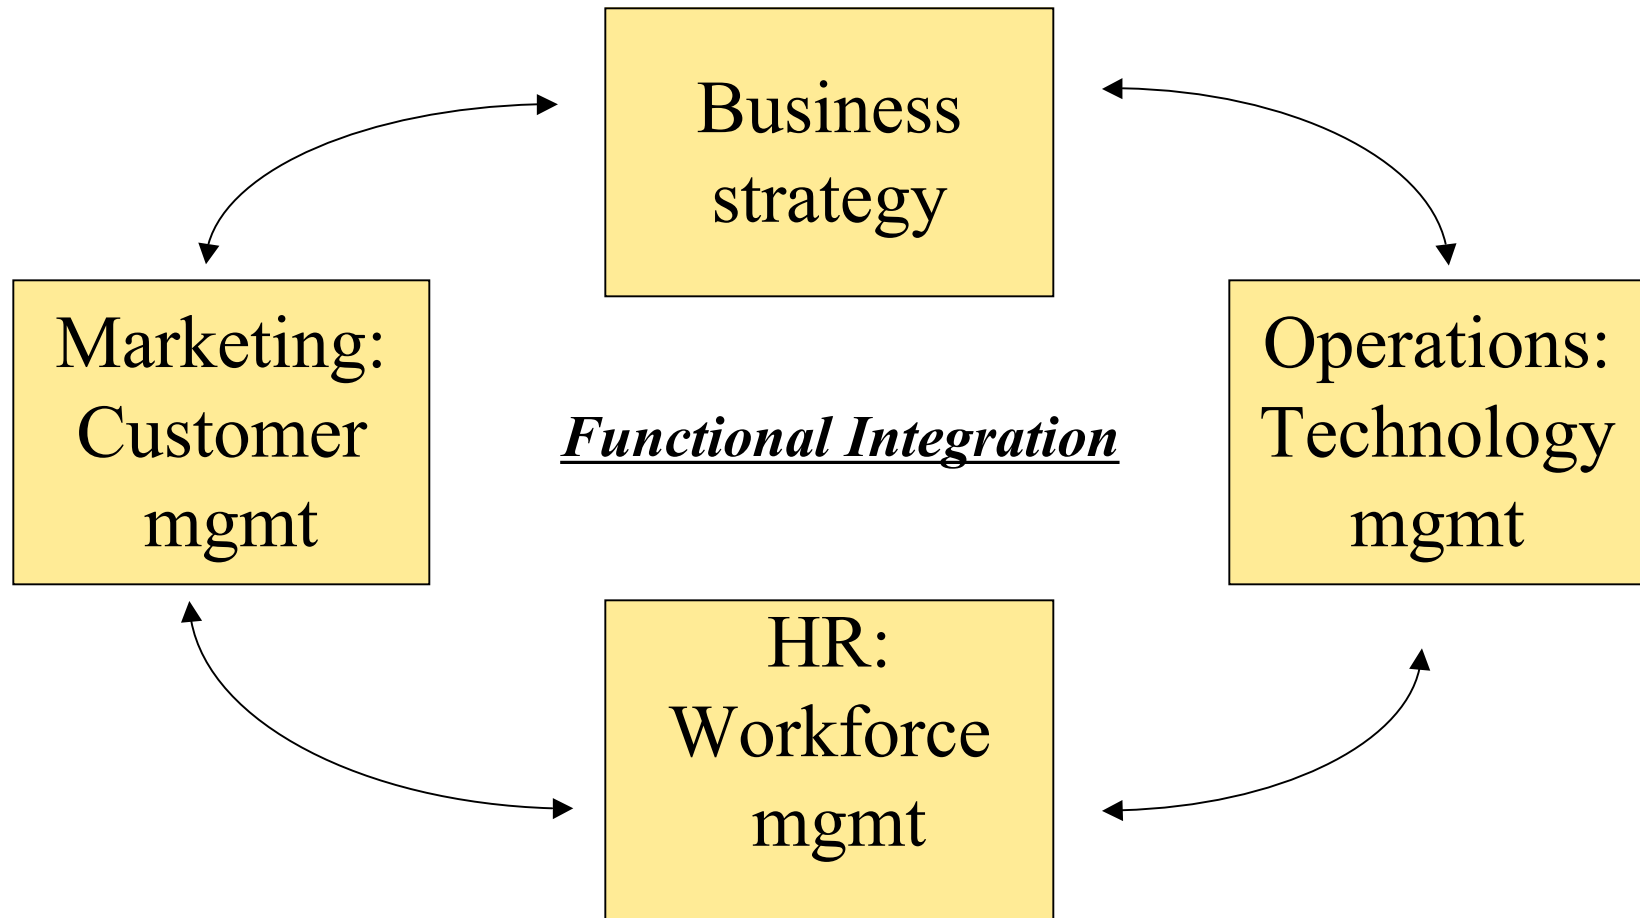 Business
strategy
Marketing:
Customer
mgmt
Functional Integration
Operations:
Technology
mgmt
HR:
Workforce
mgmt